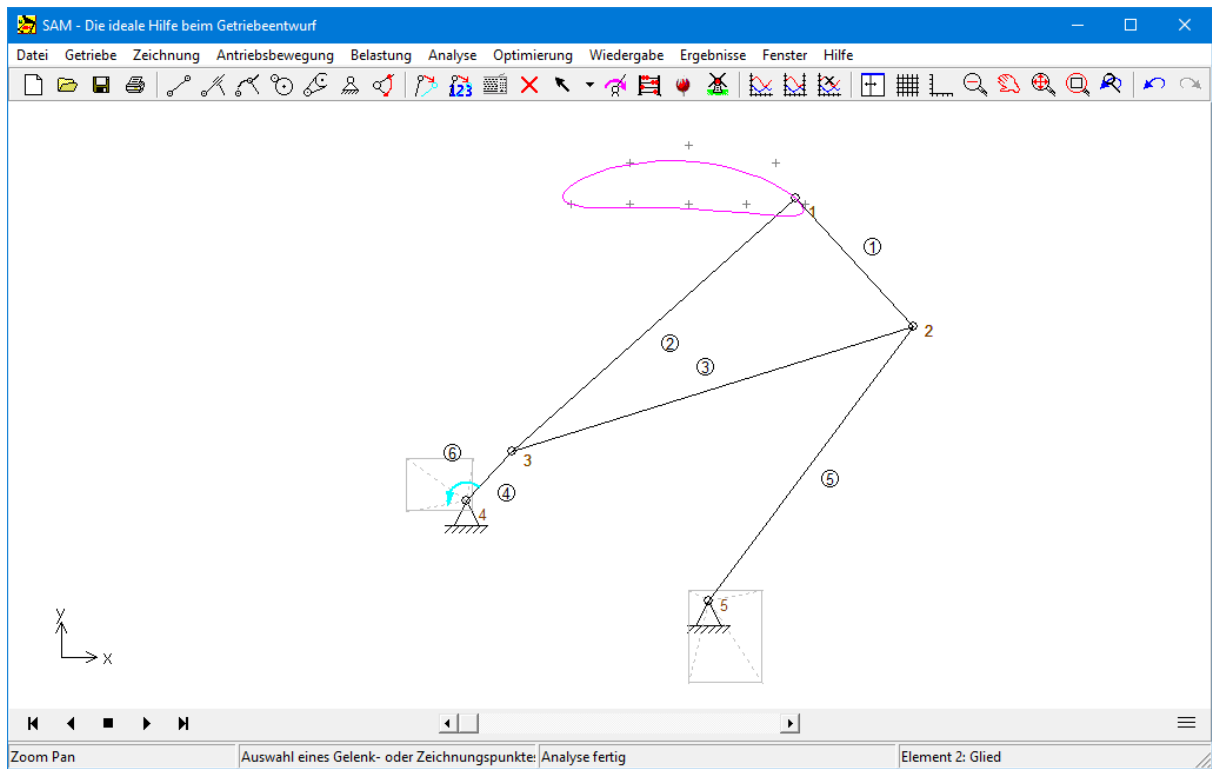 SAM - Die ideale Hilfe beim Getriebeentwurf
Datei Getriebe Zeichnung Antriebsbewegung Belastung Analyse Optimierung Wiedergabe Ergebnisse Fenster Hilfe
123
1
①
2
②
③
⑥
3
④
⑤
4
5
y
x
Zoom Pan Auswahl eines Gelenk- oder Zeichnungspunkte: Analyse fertig Element 2: Glied